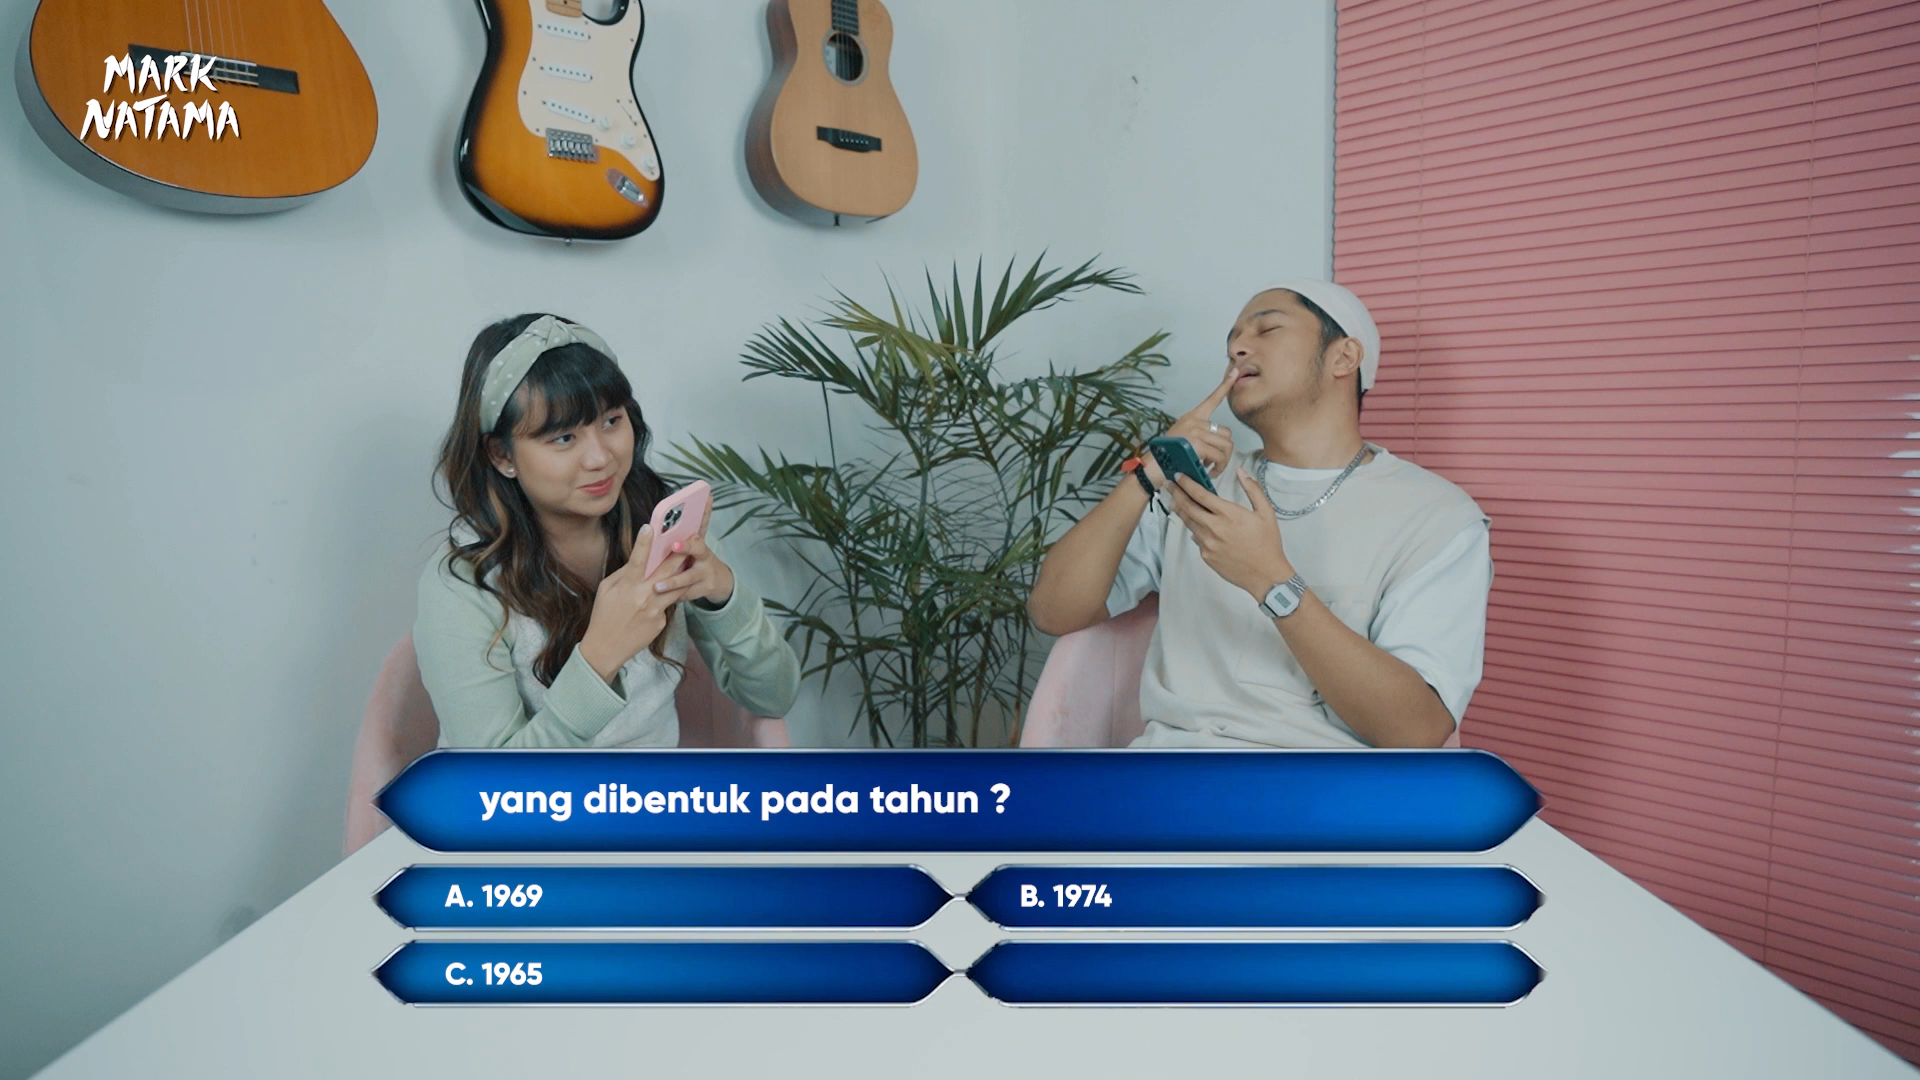 MARK
NATAMA
yang dibentuk pada tahun ?
A. 1969
B. 1974
C. 1965